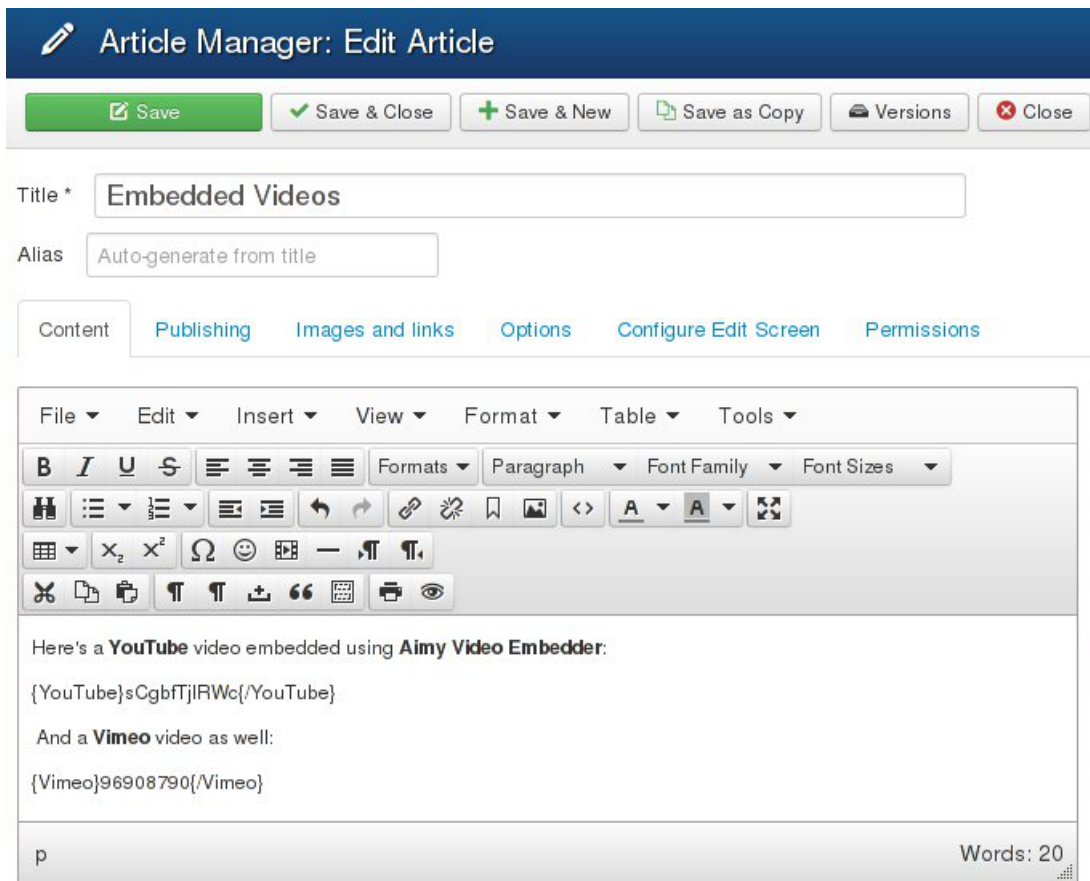 Article Manager: Edit Article
Save Save & Close Save & New Save as Copy Versions Close
Title * Embedded Videos
Alias Auto-generate from title
Content Publishing Images and links Options Configure Edit Screen Permissions
File Edit Insert View Format Table Tools
Formats Paragraph Font Family Font Sizes
Here's a YouTube video embedded using Aimy Video Embedder:
{YouTube}sCgbfTjIRWc{/YouTube}
And a Vimeo video as well:
{Vimeo}96908790{/Vimeo}
p Words: 20